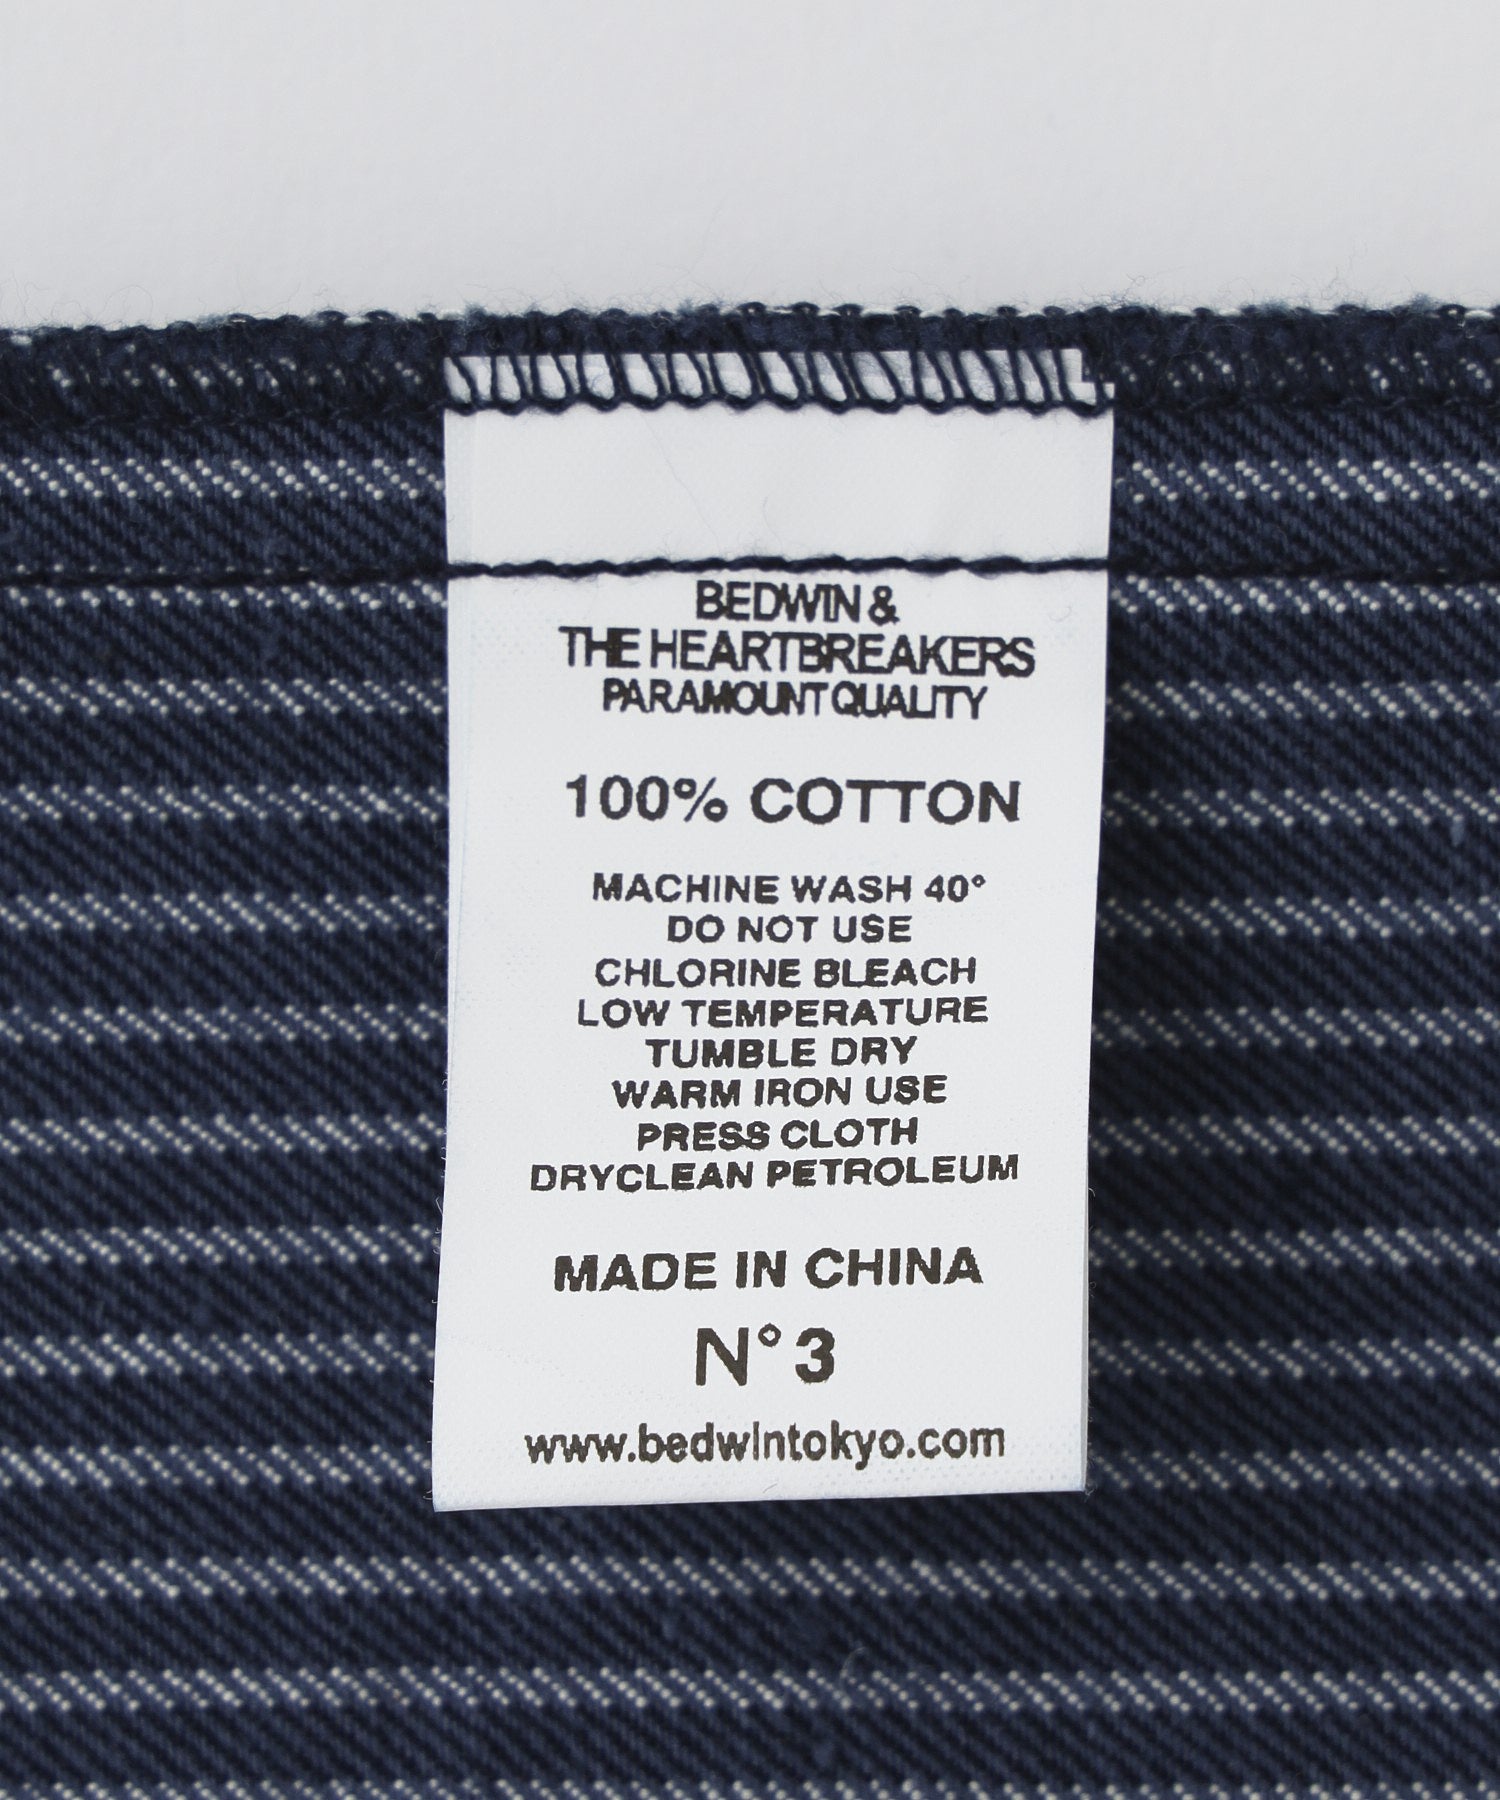 BEDWIN &
THE HEARTBREAKERS
PARAMOUNT QUALITY
100% COTTON
MACHINE WASH 40°
DO NOT USE
CHLORINE BLEACH
LOW TEMPERATURE
TUMBLE DRY
WARM IRON USE
PRESS CLOTH
DRYCLEAN PETROLEUM
MADE IN CHINA
N° 3
www.bedwintokyo.com